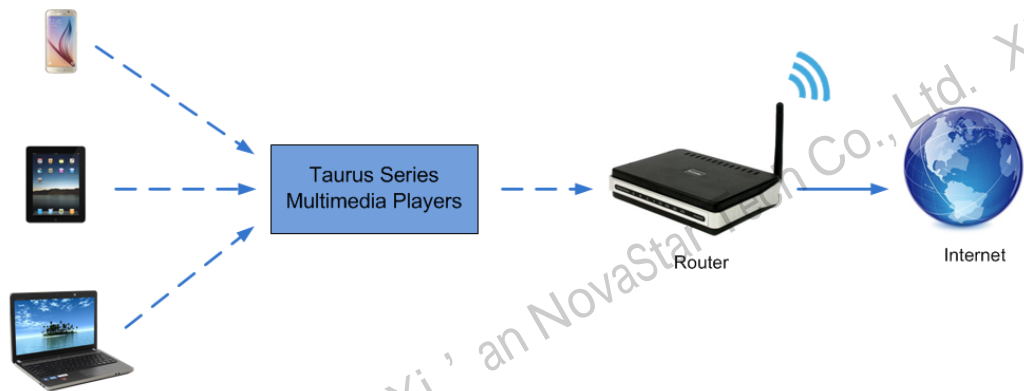 Taurus Series
Multimedia Players
Router
Internet
Xi ’ an NovaStar Tech Co., Ltd. X